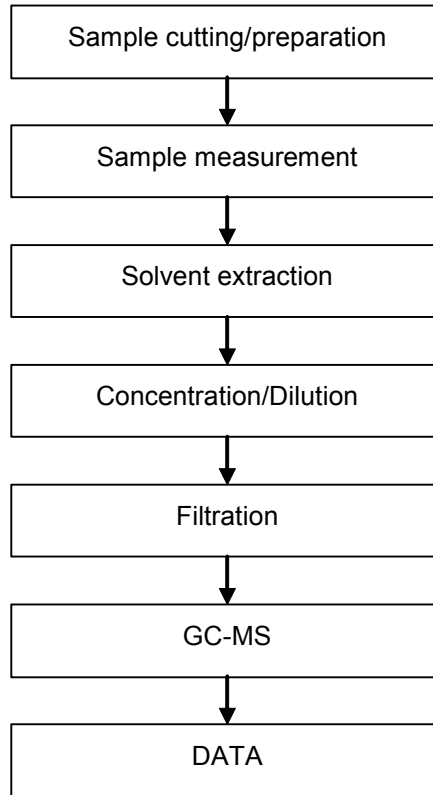 Sample cutting/preparation
Sample measurement
Solvent extraction
Concentration/Dilution
Filtration
GC-MS
DATA